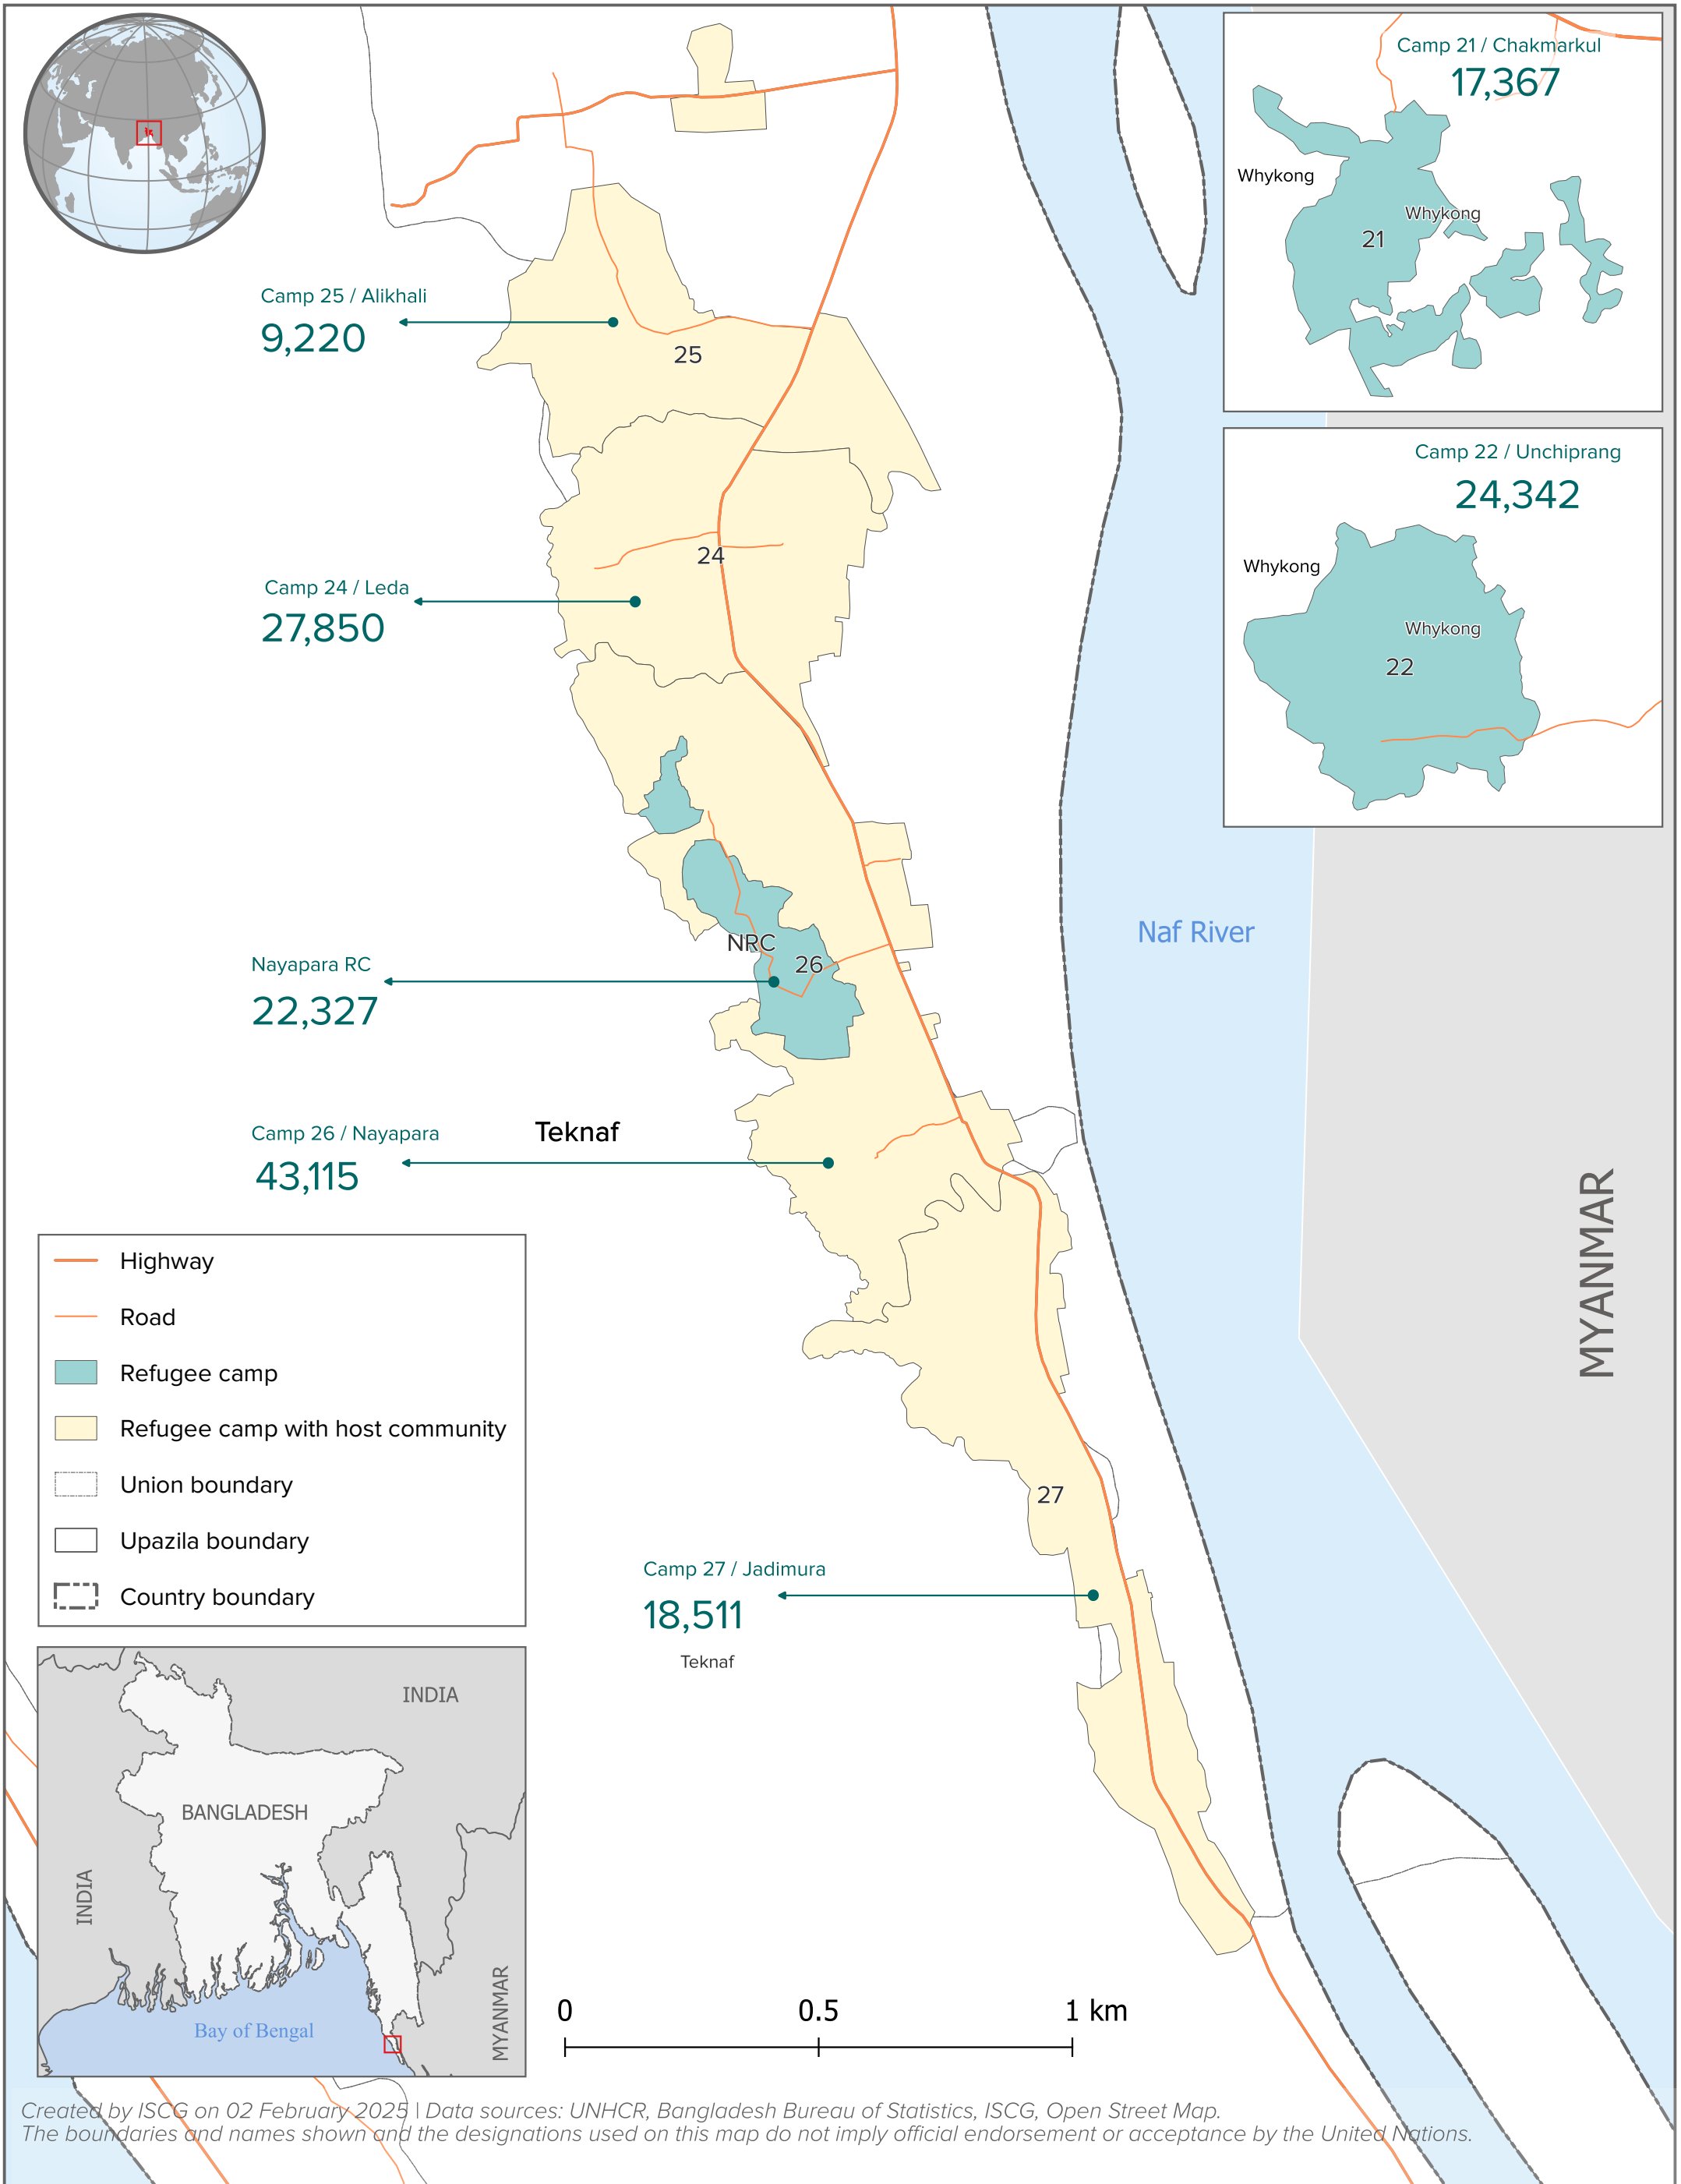 Camp 21 / Chakmarkul
17,367
Whykong
Whykong
21
Camp 25 / Alikhali
9,220
25
Camp 22 / Unchiprang
24,342
Whykong
Whykong
22
24
Camp 24 / Leda
27,850
Naf River
NRC
26
Nayapara RC
22,327
Camp 26 / Nayapara
43,115
Teknaf
MYANMAR
Highway
Road
Refugee camp
Refugee camp with host community
Union boundary
Upazila boundary
Country boundary
27
Camp 27 / Jadimura
18,511
Teknaf
INDIA
BANGLADESH
INDIA
MYANMAR
Bay of Bengal
0 0.5 1 km
Created by ISCG on 02 February 2025 | Data sources: UNHCR, Bangladesh Bureau of Statistics, ISCG, Open Street Map.
The boundaries and names shown and the designations used on this map do not imply official endorsement or acceptance by the United Nations.